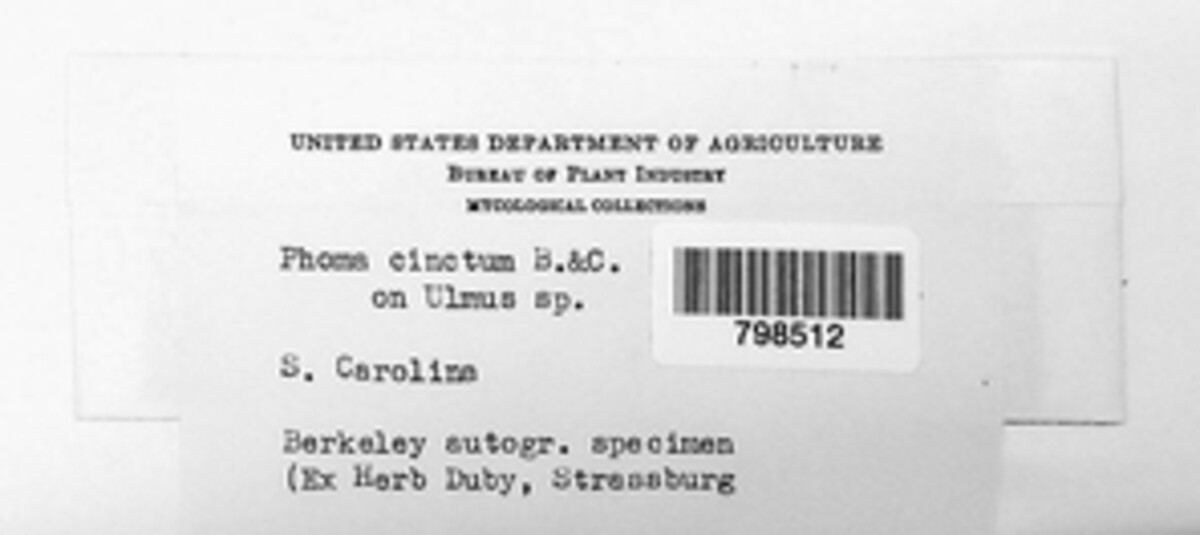 UNITED STATES DEPARTMENT OF AGRICULTURE
BUREAU OF PLANT INDUSTRY
MYCOLOGICAL COLLECTIONS
Phoma cinctum B.&C.
on Ulmus sp.
798512
S. Carolina
Berkeley autogr. specimen
(Ex Herb Duby, Strassburg